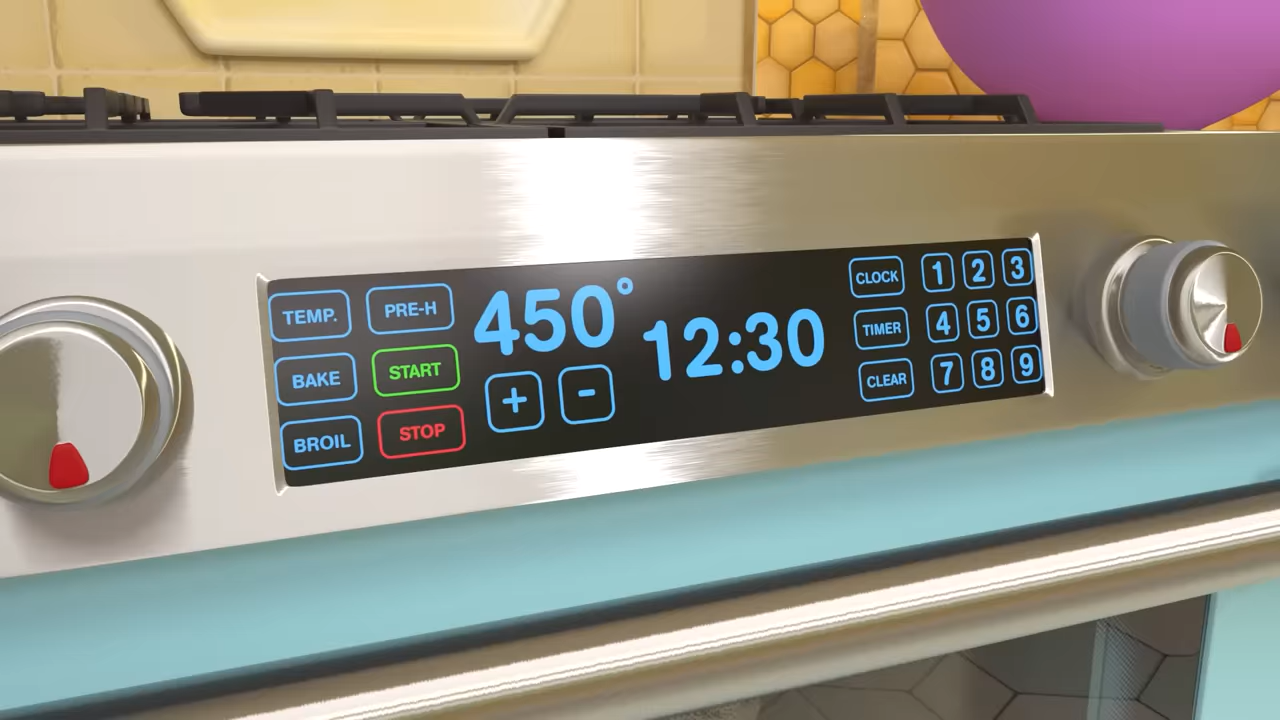 TEMP. PRE-H 450° 12:30 CLOCK 1 2 3
BAKE START + - TIMER 4 5 6
BROIL STOP CLEAR 7 8 9